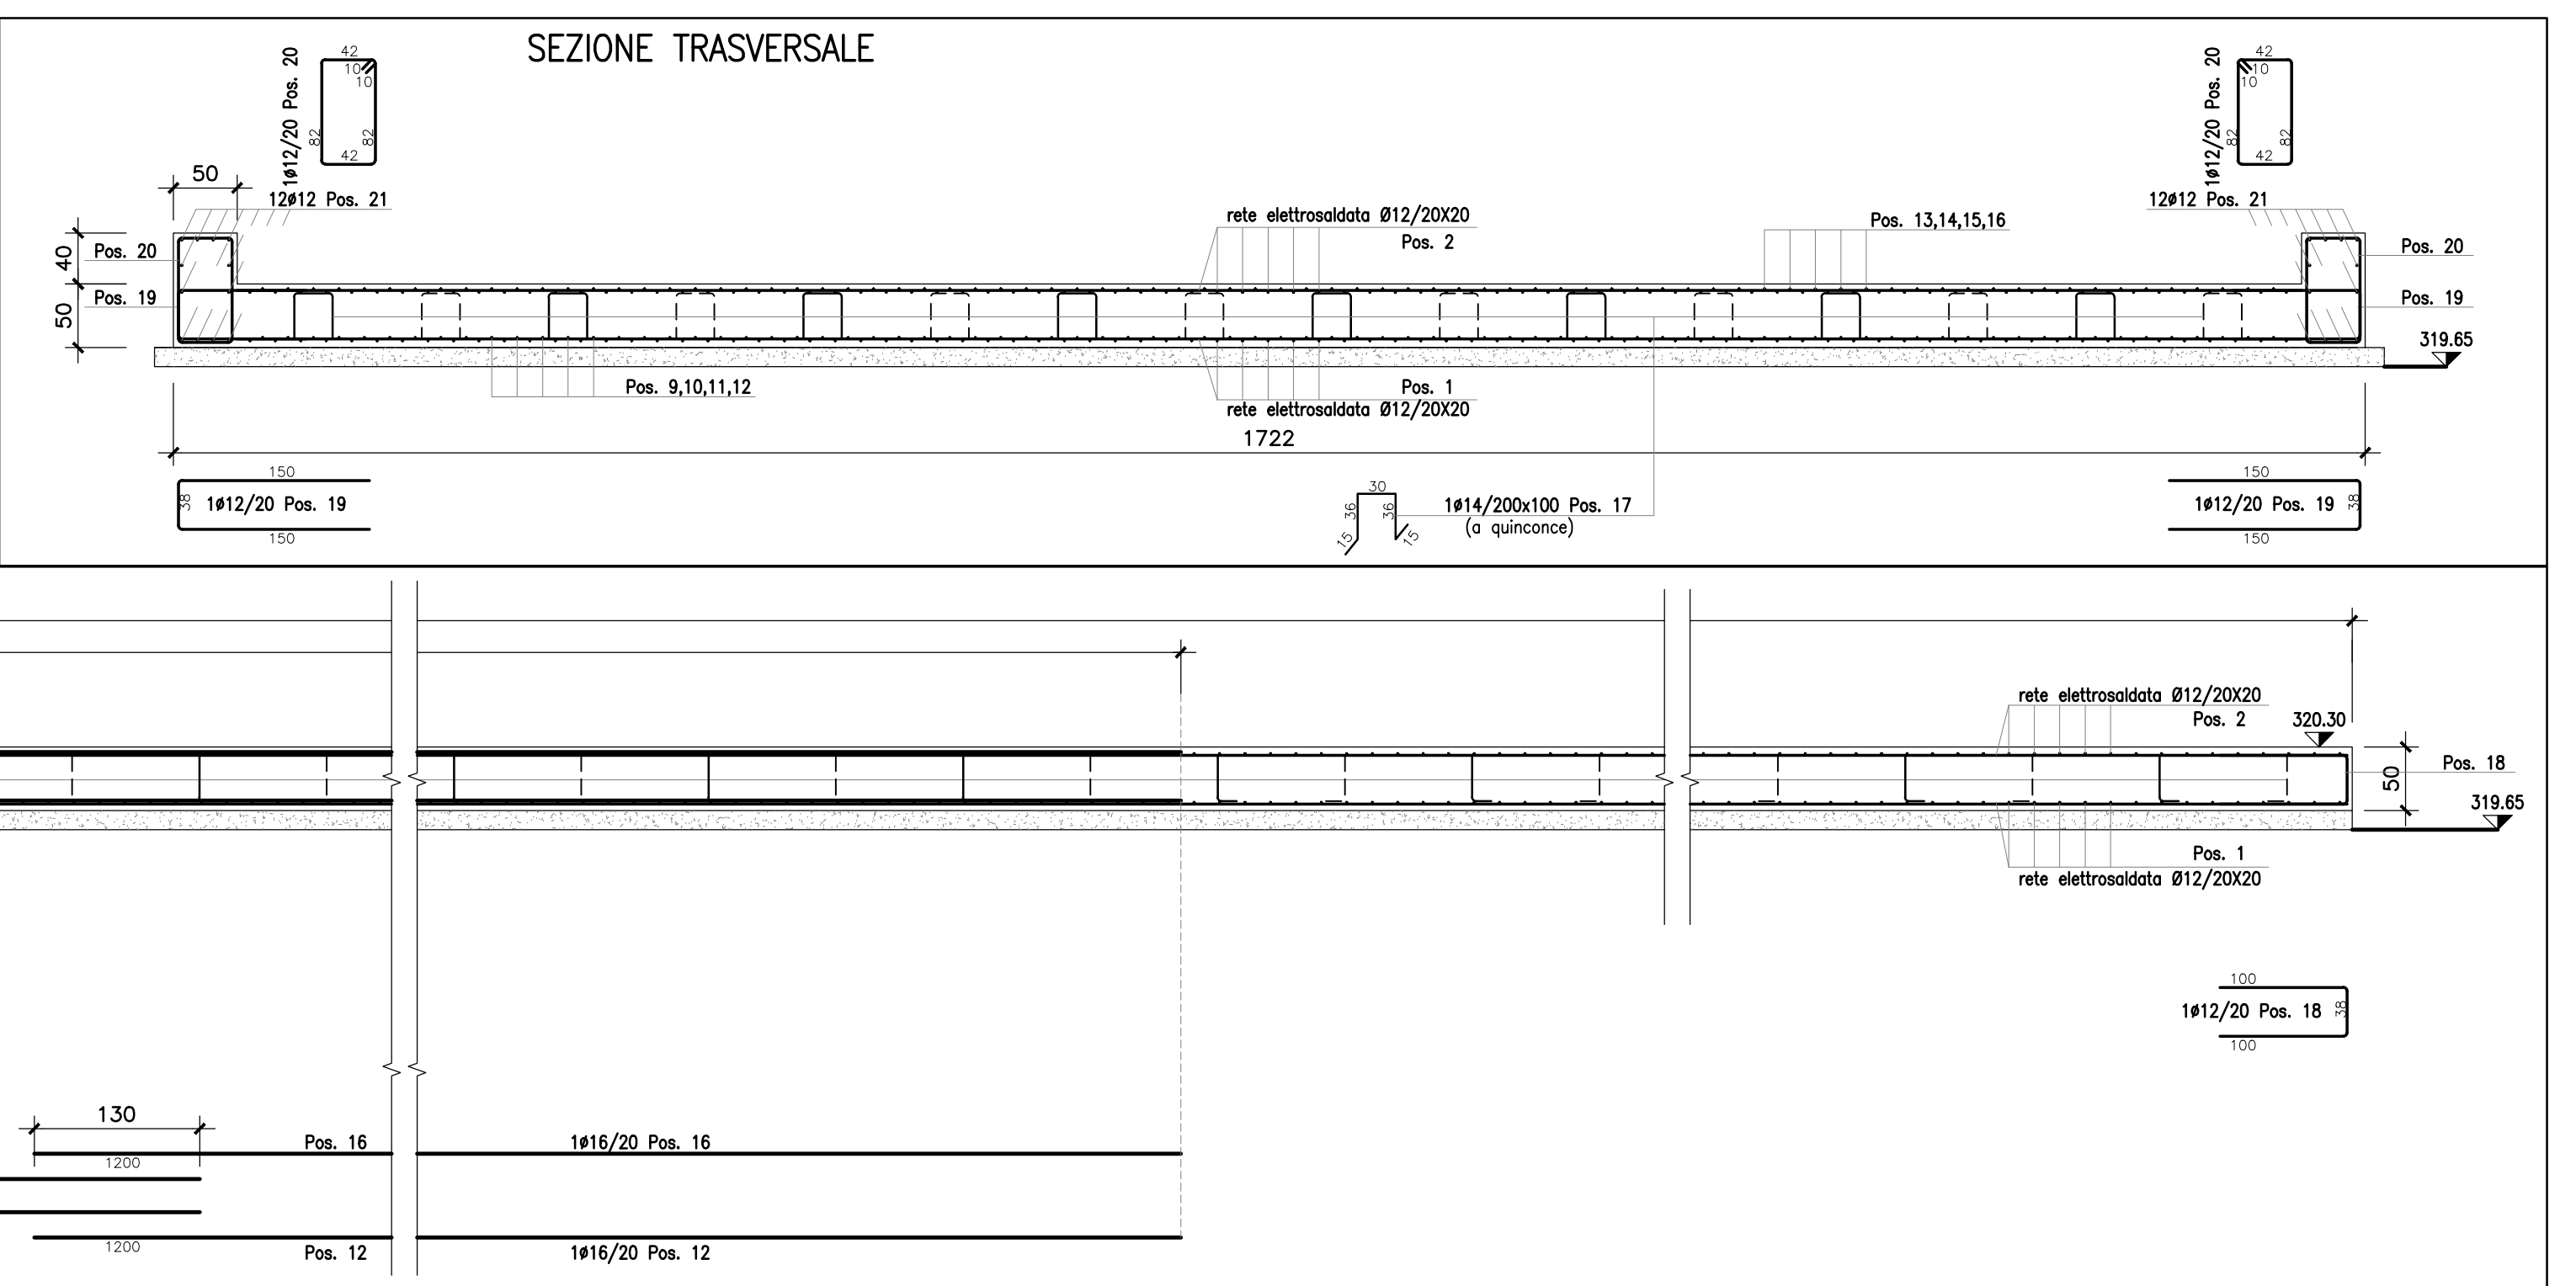 SEZIONE TRASVERSALE
1ø12/20 Pos. 20
42
10
10
82
82
42
1ø12/20 Pos. 20
42
10
10
82
82
42
50
12ø12 Pos. 21
12ø12 Pos. 21
rete elettrosaldata Ø12/20X20
Pos. 2
Pos. 13,14,15,16
40
Pos. 20
Pos. 20
50
Pos. 19
Pos. 19
319.65
Pos. 9,10,11,12
Pos. 1
rete elettrosaldata Ø12/20X20
1722
150
38
1ø12/20 Pos. 19
150
30
36
36
15
15
1ø14/200x100 Pos. 17
(a quinconce)
150
1ø12/20 Pos. 19
38
150
rete elettrosaldata Ø12/20X20
Pos. 2
320.30
Pos. 18
50
319.65
Pos. 1
rete elettrosaldata Ø12/20X20
100
1ø12/20 Pos. 18
38
100
130
Pos. 16
1ø16/20 Pos. 16
1200
1200
Pos. 12
1ø16/20 Pos. 12